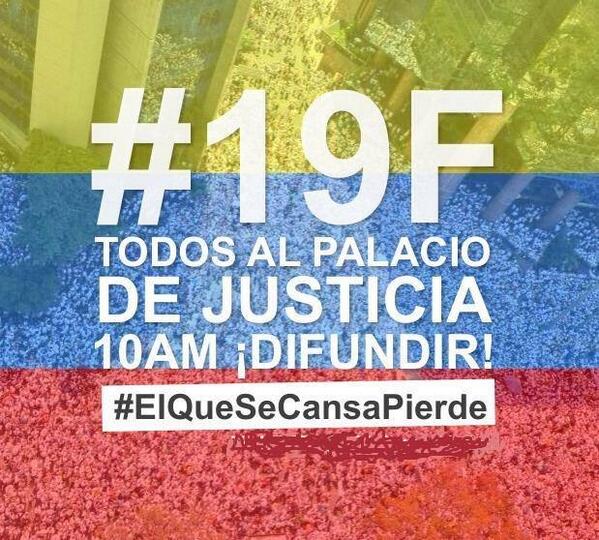 #19F
TODOS AL PALACIO
DE JUSTICIA
10AM ¡DIFUNDIR!
#ElQueSeCansaPierde